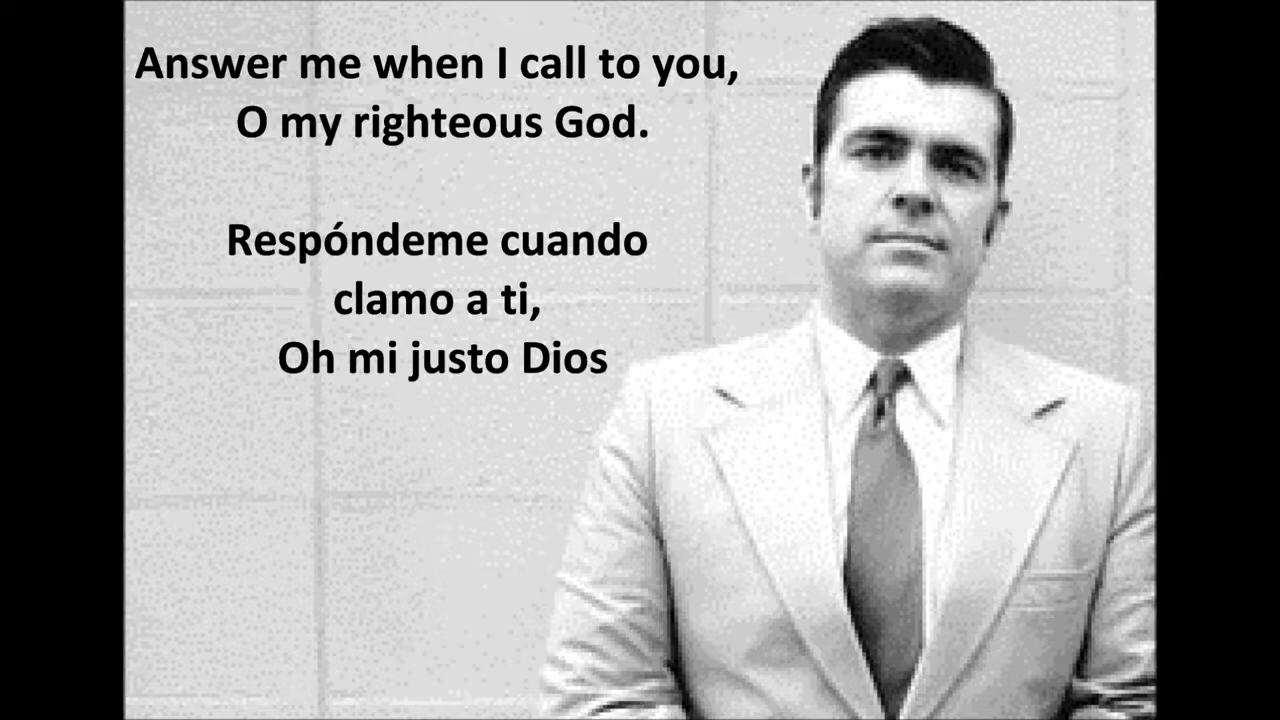 Answer me when I call to you,
O my righteous God.
Respóndeme cuando
clamo a ti,
Oh mi justo Dios